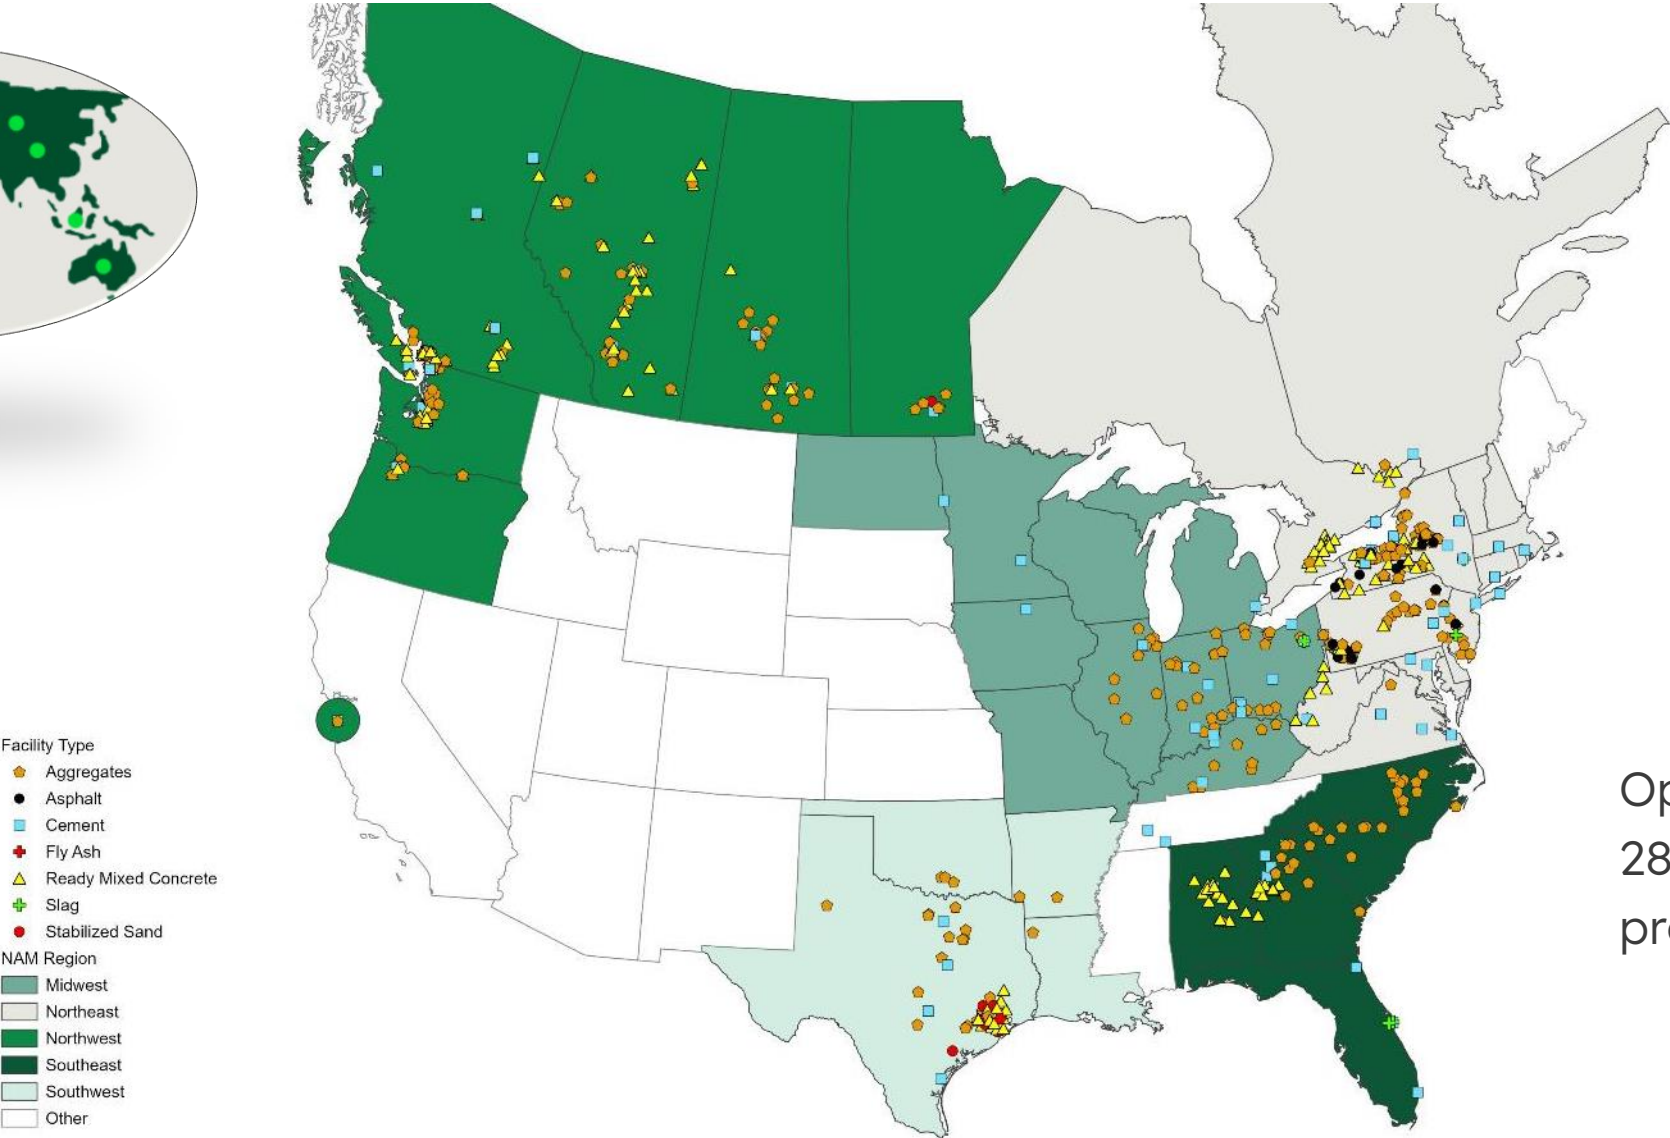 Facility Type
Aggregates
Asphalt
Cement
Fly Ash
Ready Mixed Concrete
Slag
Stabilized Sand
NAM Region
Midwest
Northeast
Northwest
Southeast
Southwest
Other
Op
28
pro